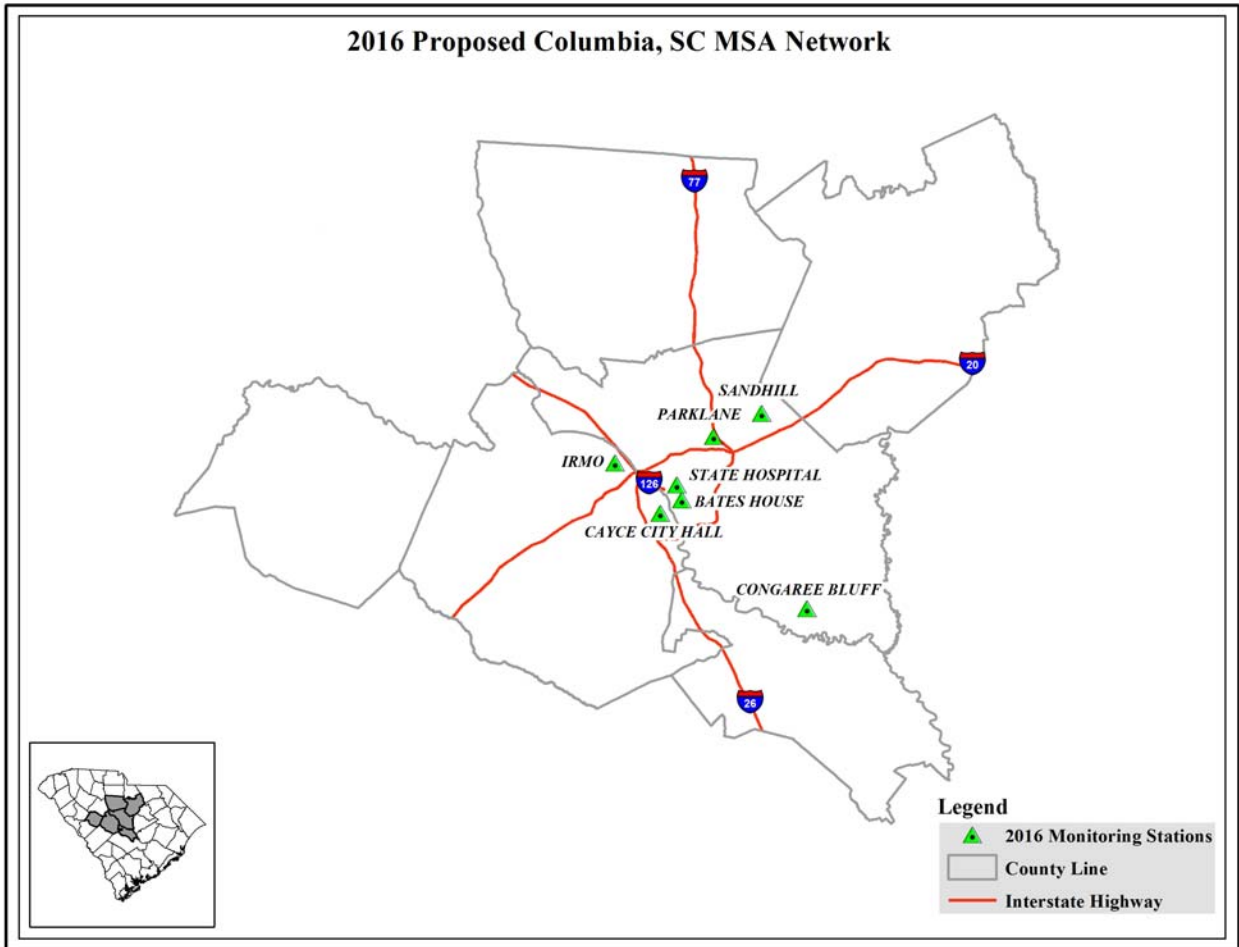 2016 Proposed Columbia, SC MSA Network
77
20
SANDHILL
PARKLANE
IRMO
126
STATE HOSPITAL
BATES HOUSE
CAYCE CITY HALL
CONGAREE BLUFF
26
Legend
2016 Monitoring Stations
County Line
Interstate Highway